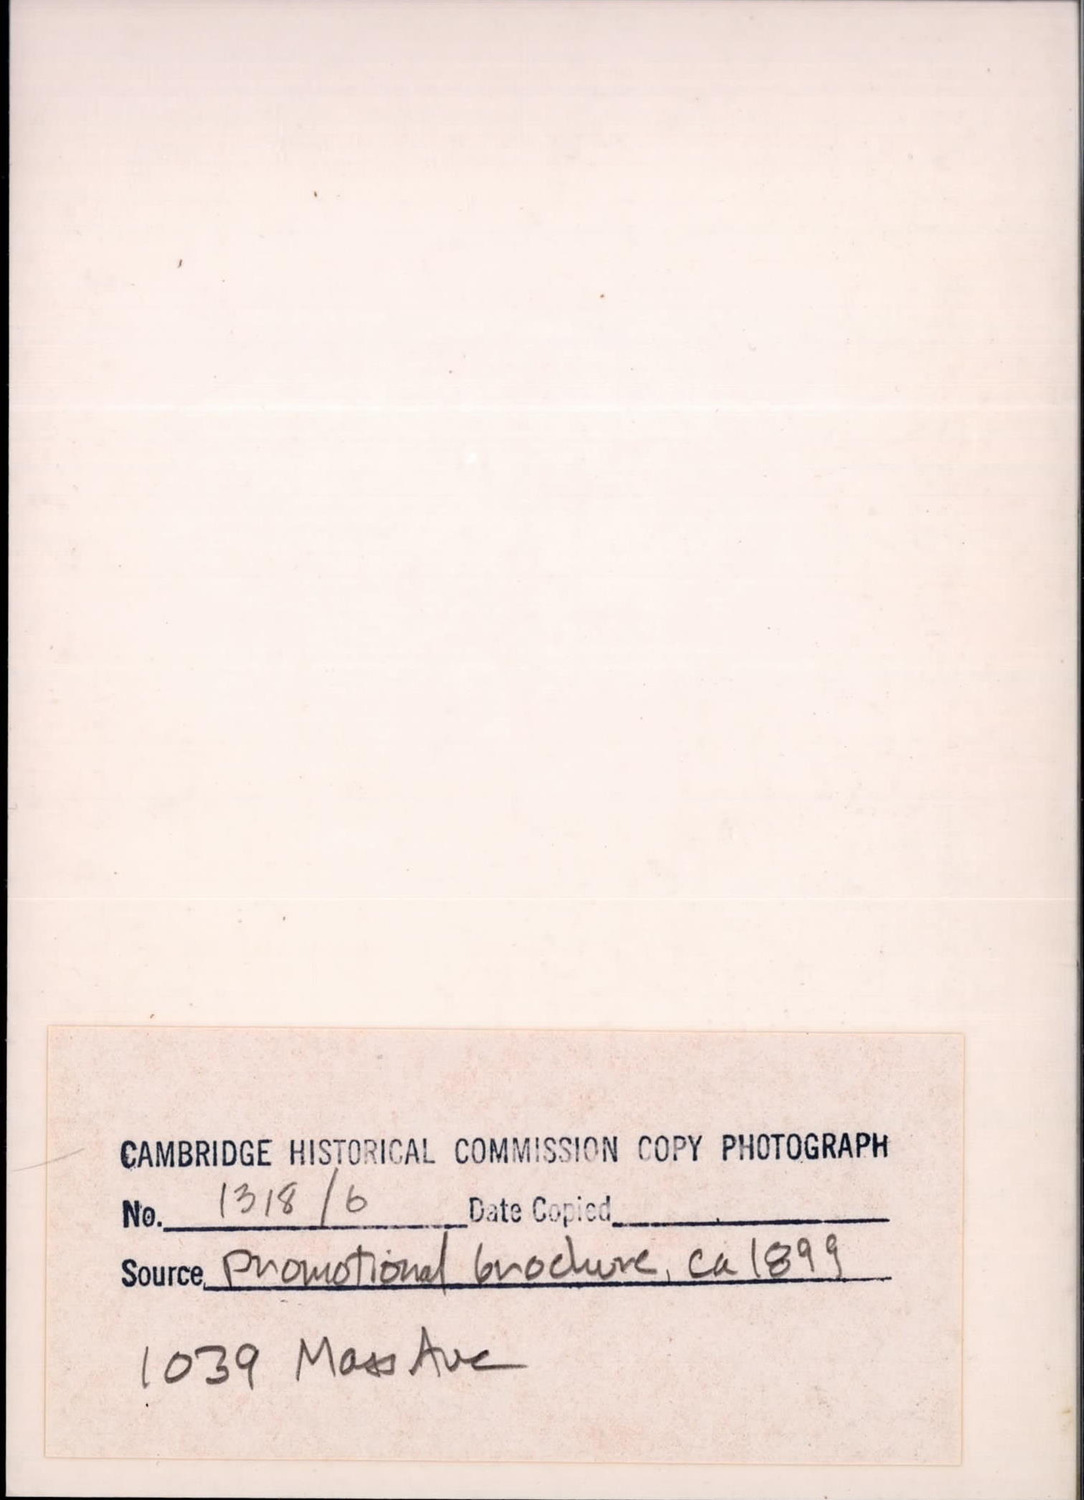 CAMBRIDGE HISTORICAL COMMISSION COPY PHOTOGRAPH
No. 1318/6 Date Copied
Source promotional brochure, ca 1899
1039 Mass Ave